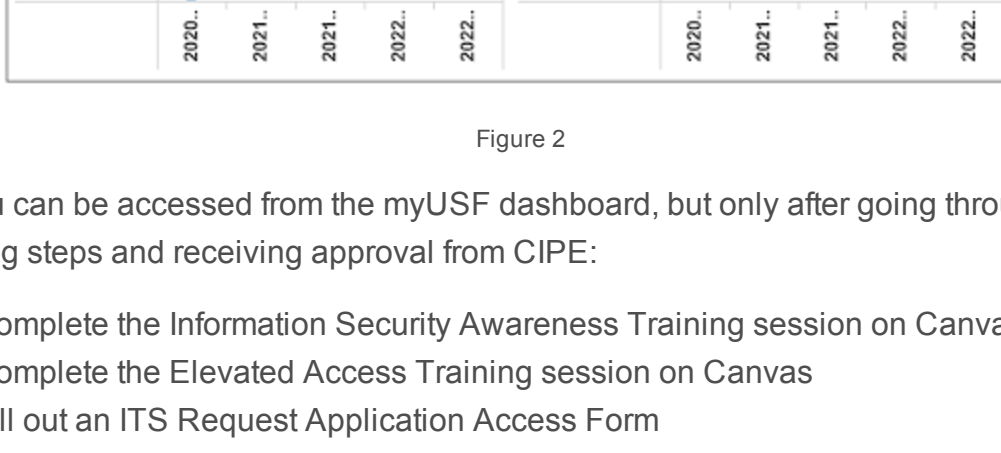 2020.. 2021.. 2021.. 2022.. 2022.. 2020.. 2021.. 2021.. 2022.. 2022..
Figure 2
can be accessed from the myUSF dashboard, but only after going
steps and receiving approval from CIPE:
omplete the Information Security Awareness Training session on
omplete the Elevated Access Training session on Canvas
ll out an ITS Request Application Access Form